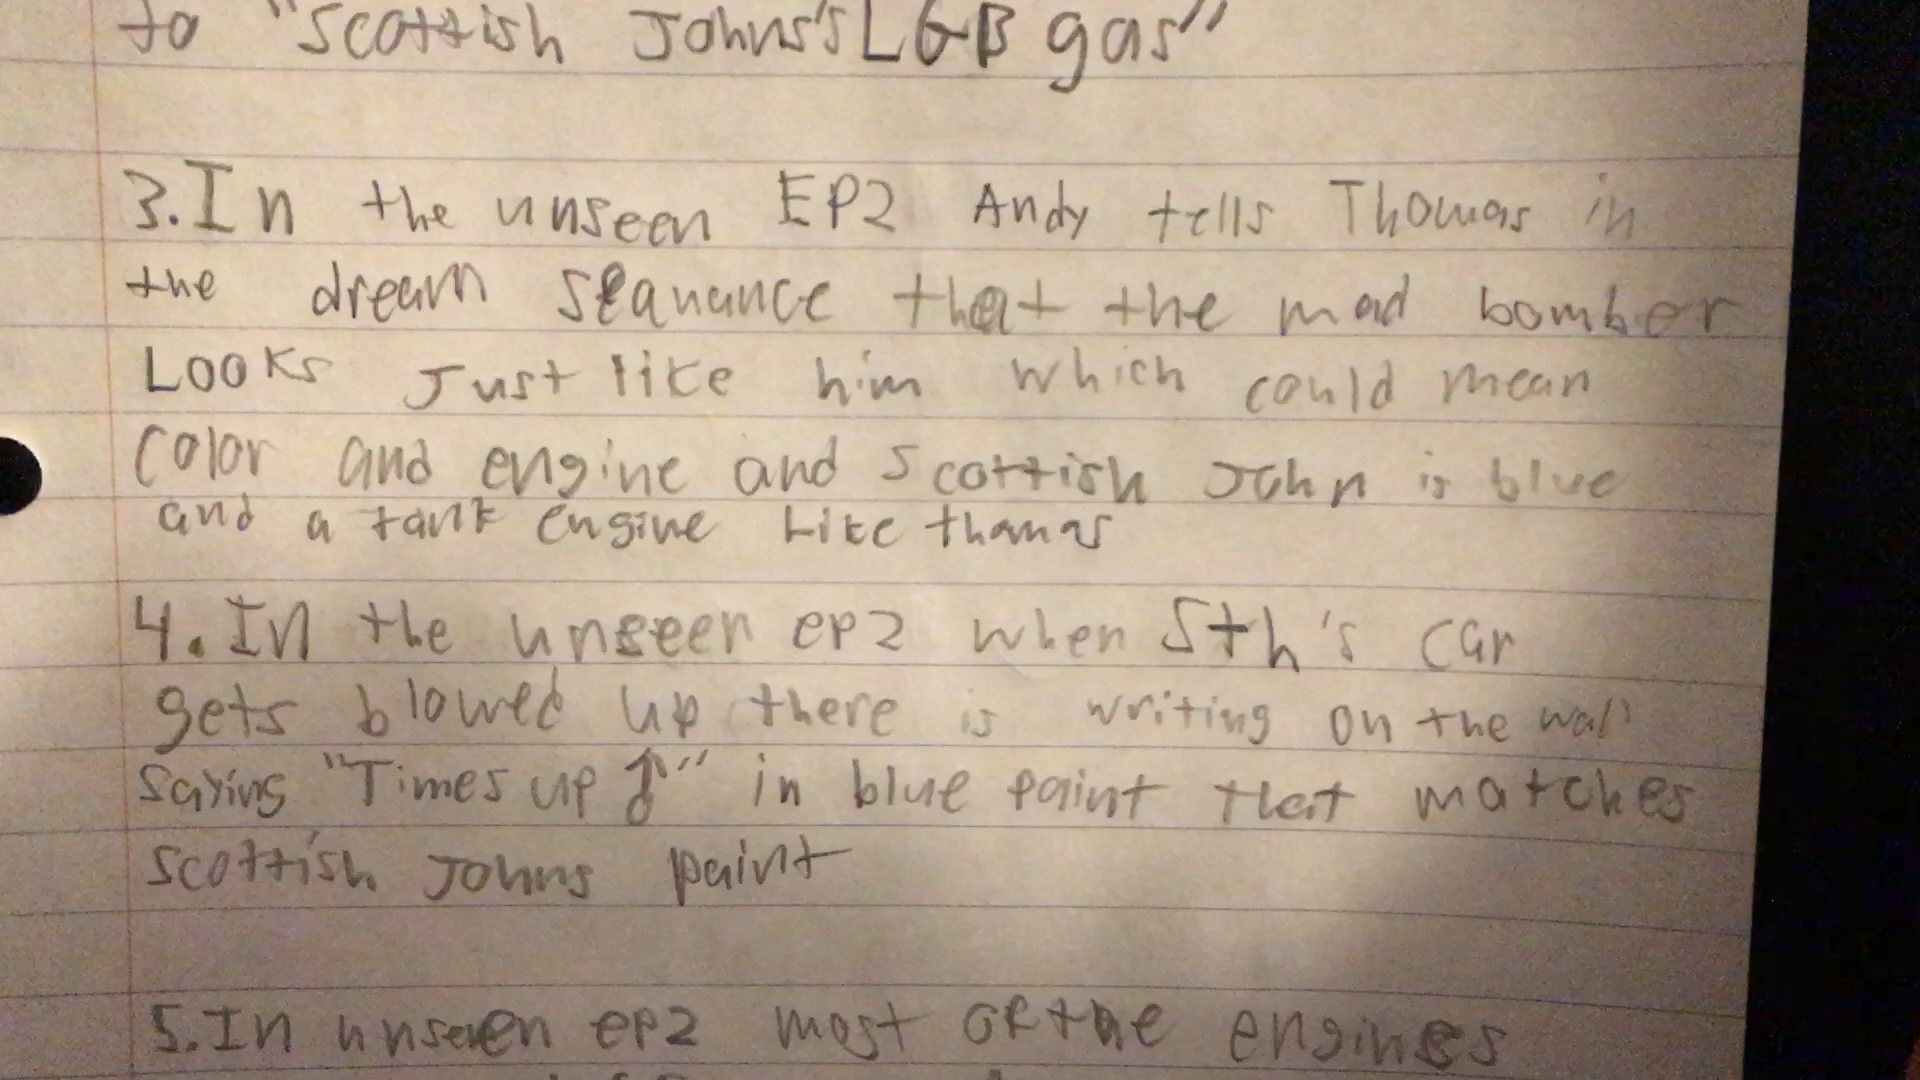 to "Scottish Johns's LGB gas"
3. In the unseen EP2 Andy tells Thomas in
the dream seauance that the mad bomber
Looks Just like him which could mean
Color and engine and Scottish John is blue
and a tank engine Like thomas
4. In the unseen ep2 when Sth's car
gets blowed up there is writing on the wall
saying "Times up" in blue paint that matches
scottish Johns paint
5. In unseen ep2 most of the engines